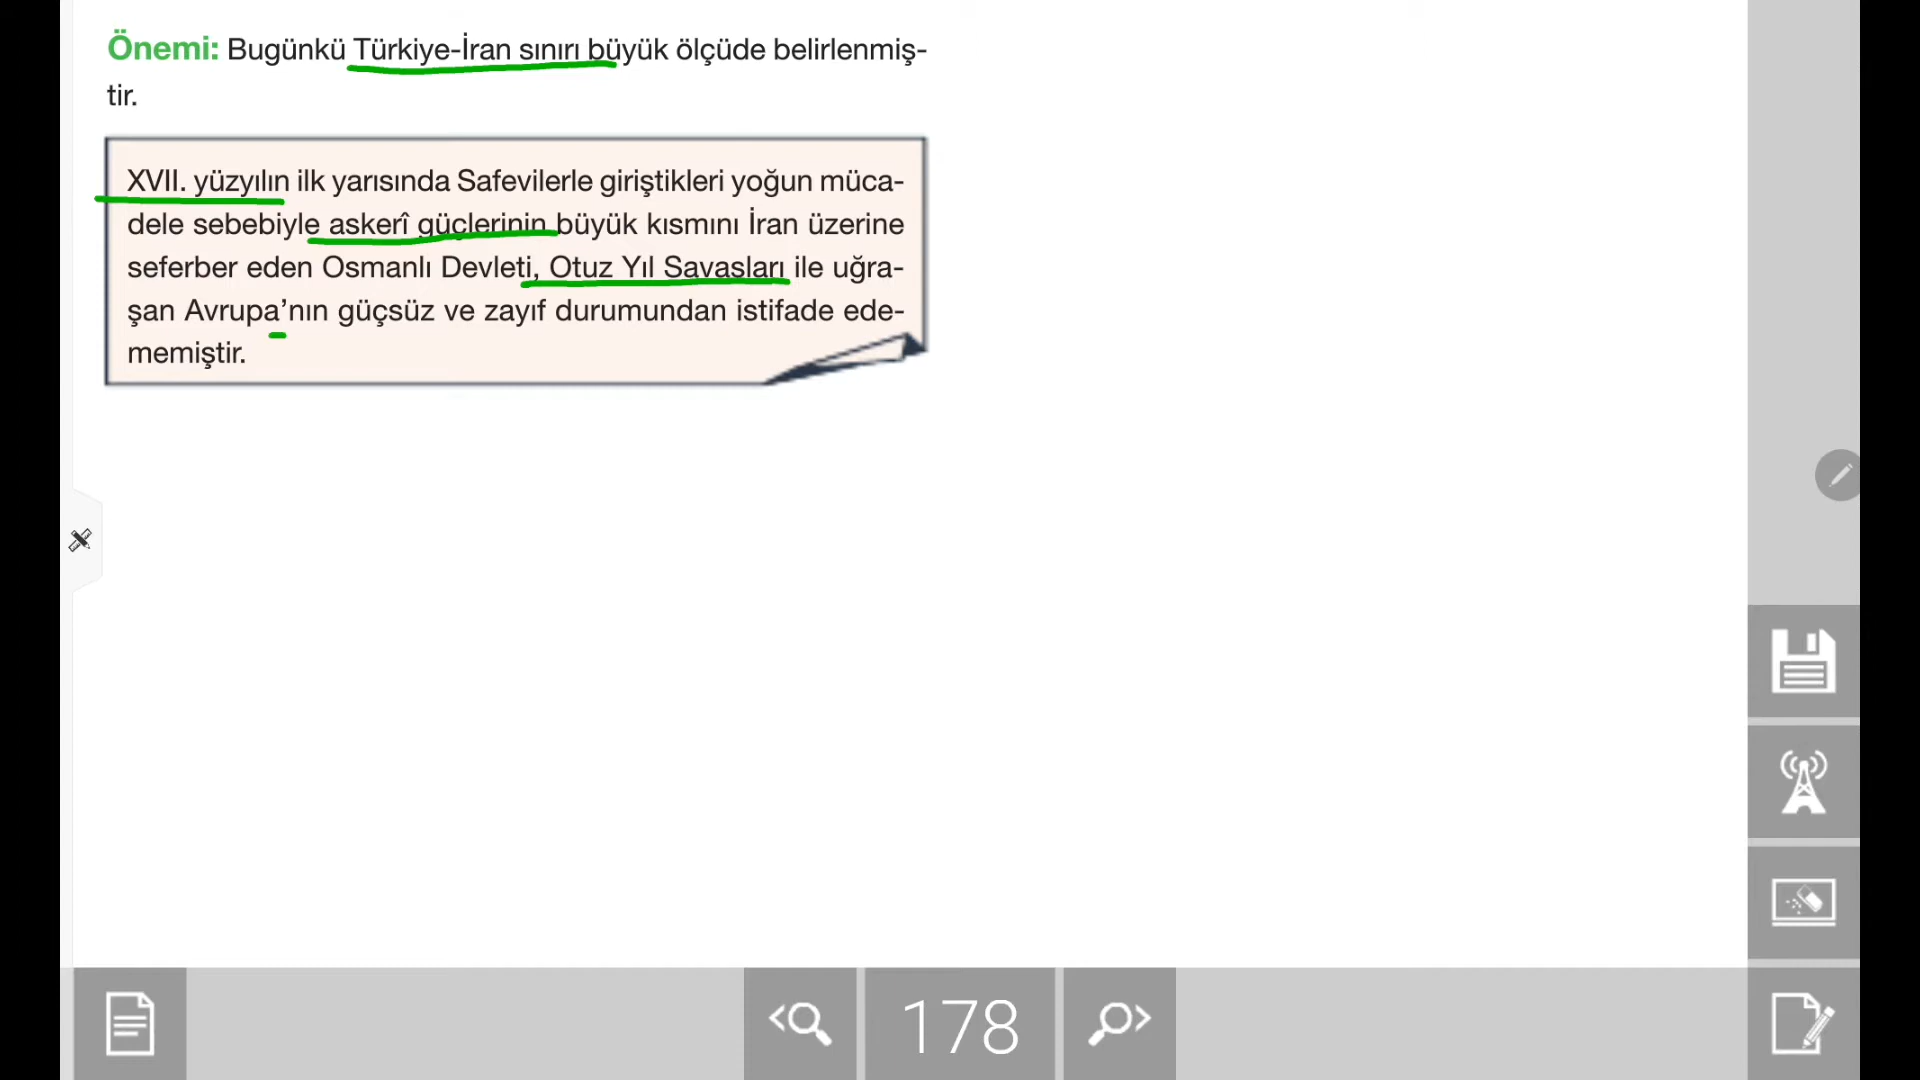 Önemi: Bugünkü Türkiye-İran sınırı büyük ölçüde belirlenmiş-
tir.
XVII. yüzyılın ilk yarısında Safevilerle giriştikleri yoğun müca-
dele sebebiyle askerî güçlerinin büyük kısmını İran üzerine
seferber eden Osmanlı Devleti, Otuz Yıl Savaşları ile uğra-
şan Avrupa’nın güçsüz ve zayıf durumundan istifade ede-
memiştir.
178